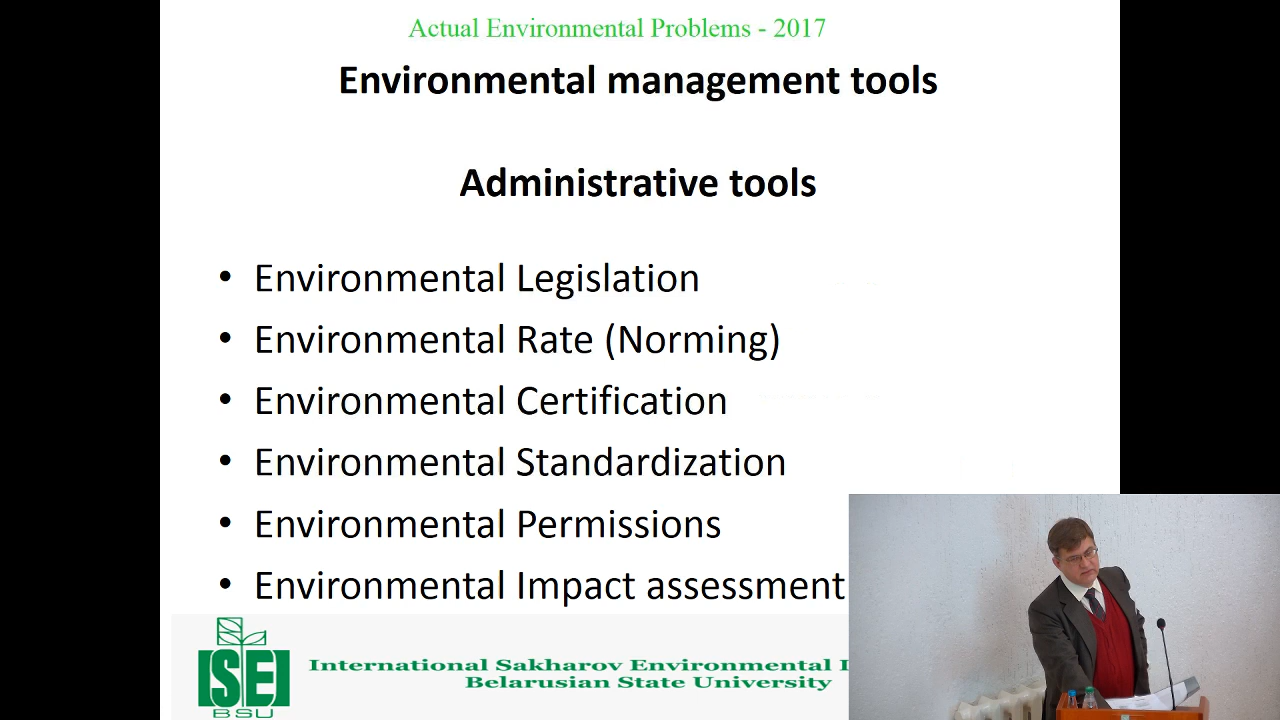 Actual Environmental Problems - 2017
Environmental management tools
Administrative tools
• Environmental Legislation
• Environmental Rate (Norming)
• Environmental Certification
• Environmental Standardization
• Environmental Permissions
• Environmental Impact assessment
ISEI
BSU
International Sakharov Environmental
Belarusian State University